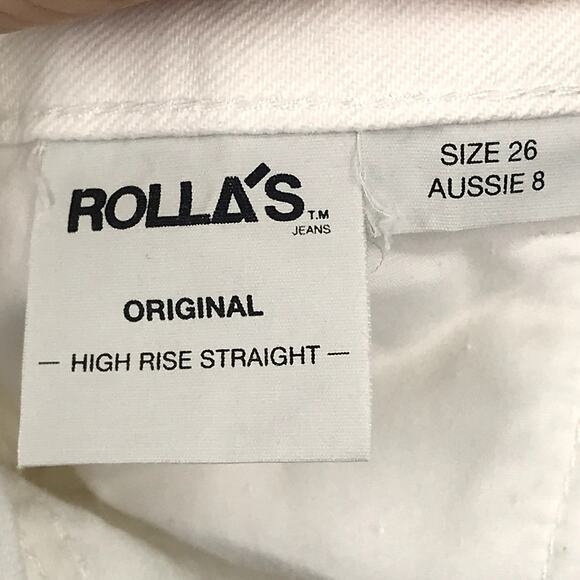 ROLLA'S T.M
JEANS
ORIGINAL
— HIGH RISE STRAIGHT —
SIZE 26
AUSSIE 8